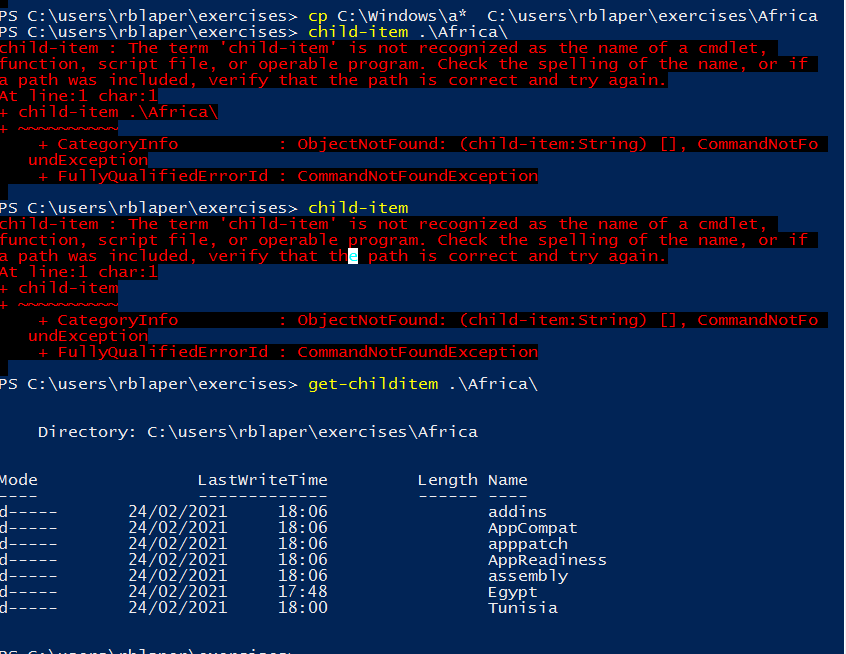 PS C:\users\rblaper\exercises> cp C:\Windows\a*  C:\users\rblaper\exercises\Africa
PS C:\users\rblaper\exercises> child-item .\Africa\
child-item : The term 'child-item' is not recognized as the name of a cmdlet,
function, script file, or operable program. Check the spelling of the name, or if
a path was included, verify that the path is correct and try again.
At line:1 char:1
+ child-item .\Africa\
+ ~~~~~~~~~~
    + CategoryInfo          : ObjectNotFound: (child-item:String) [], CommandNotFo
   undException
    + FullyQualifiedErrorId : CommandNotFoundException
PS C:\users\rblaper\exercises> child-item
child-item : The term 'child-item' is not recognized as the name of a cmdlet,
function, script file, or operable program. Check the spelling of the name, or if
a path was included, verify that the path is correct and try again.
At line:1 char:1
+ child-item
+ ~~~~~~~~~~
    + CategoryInfo          : ObjectNotFound: (child-item:String) [], CommandNotFo
   undException
    + FullyQualifiedErrorId : CommandNotFoundException
PS C:\users\rblaper\exercises> get-childitem .\Africa\
    Directory: C:\users\rblaper\exercises\Africa
Mode                LastWriteTime         Length Name
----                -------------         ------ ----
d-----       24/02/2021     18:06                addins
d-----       24/02/2021     18:06                AppCompat
d-----       24/02/2021     18:06                apppatch
d-----       24/02/2021     18:06                AppReadiness
d-----       24/02/2021     18:06                assembly
d-----       24/02/2021     17:48                Egypt
d-----       24/02/2021     18:00                Tunisia
PS C:\users\rblaper\exercises>